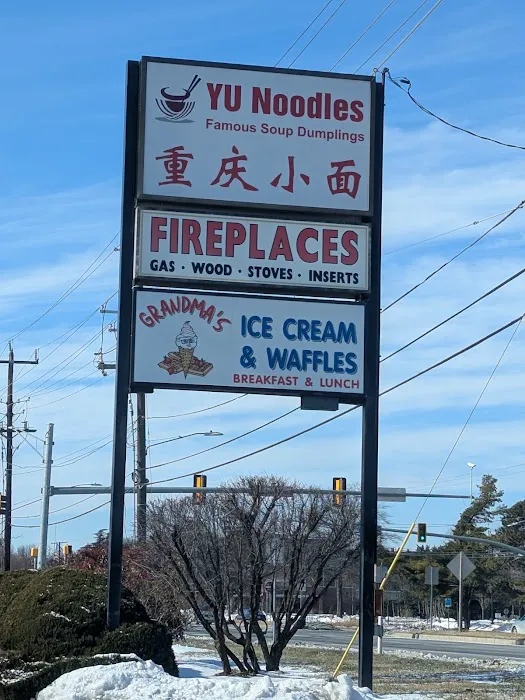 YU Noodles
Famous Soup Dumplings
重庆小面
FIREPLACES
GAS · WOOD · STOVES · INSERTS
GRANDMA'S
ICE CREAM
& WAFFLES
BREAKFAST & LUNCH